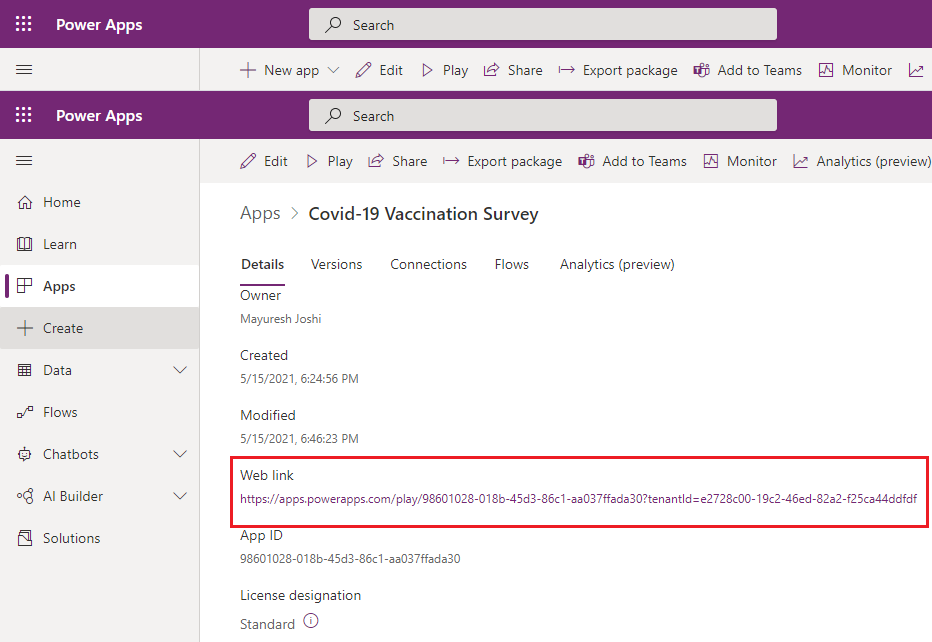 Power Apps
Search
New app
Edit
Play
Share
Export package
Add to Teams
Monitor
Power Apps
Search
Edit
Play
Share
Export package
Add to Teams
Monitor
Analytics (preview)
Home
Learn
Apps
Create
Data
Flows
Chatbots
AI Builder
Solutions
Apps > Covid-19 Vaccination Survey
Details
Versions
Connections
Flows
Analytics (preview)
Owner
Mayuresh Joshi
Created
5/15/2021, 6:24:56 PM
Modified
5/15/2021, 6:46:23 PM
Web link
https://apps.powerapps.com/play/98601028-018b-45d3-86c1-aa037ffada30?tenantId=e2728c00-19c2-46ed-82a2-f25ca44ddfdf
App ID
98601028-018b-45d3-86c1-aa037ffada30
License designation
Standard